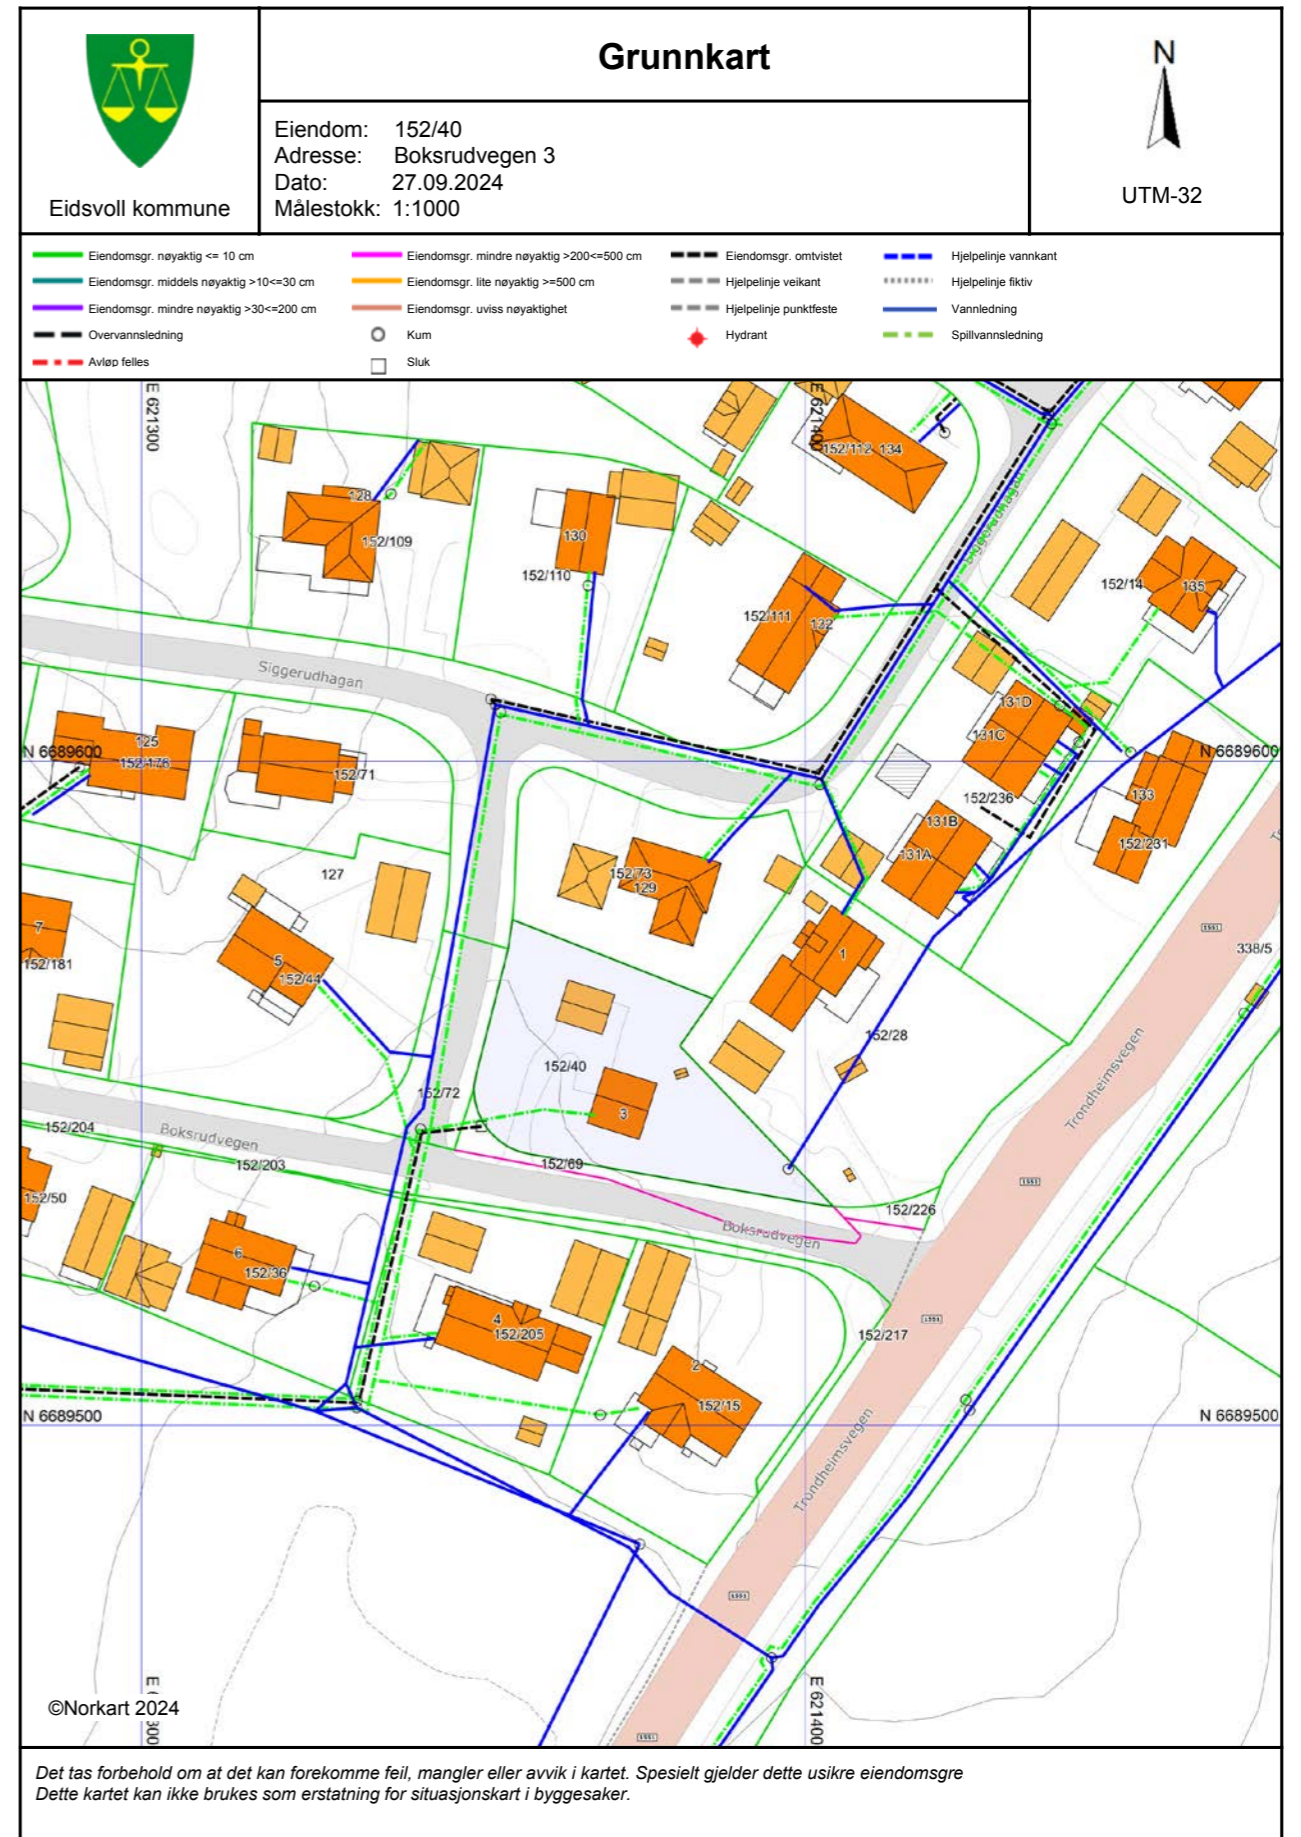 Grunnkart
N
Eiendom: 152/40
Adresse: Boksrudvegen 3
Dato: 27.09.2024
Målestokk: 1:1000
Eidsvoll kommune
UTM-32
Eiendomsgr. nøyaktig <= 10 cm
Eiendomsgr. mindre nøyaktig >200<=500 cm
Eiendomsgr. omtvistet
Hjelpelinje vannkant
Eiendomsgr. middels nøyaktig >10<=30 cm
Eiendomsgr. lite nøyaktig >=500 cm
Hjelpelinje veikant
Hjelpelinje fiktiv
Eiendomsgr. mindre nøyaktig >30<=200 cm
Eiendomsgr. uviss nøyaktighet
Hjelpelinje punktfeste
Vannledning
Overvannsledning
Kum
Hydrant
Spillvannsledning
Avløp felles
Sluk
E 621300
E 621400
152/112
134
128
152/109
130
152/110
Siggerudhagan
152/14
135
152/111
132
Siggerudhagan
131D
131C
125
N 6689600
152/176
152/71
N 6689600
152/236
133
131B
152/231
131A
127
152/73
129
7
152/181
5
152/44
1
1551
338/5
152/28
152/40
152/72
3
Trondheimsvegen
152/204
Boksrudvegen
152/203
152/69
1551
152/50
152/226
Boksrudvegen
6
152/36
4
152/205
1551
152/217
2
152/15
N 6689500
N 6689500
Trondheimsvegen
1551
E 621400
©Norkart 2024
1551
Det tas forbehold om at det kan forekomme feil, mangler eller avvik i kartet. Spesielt gjelder dette usikre eiendomsgre
Dette kartet kan ikke brukes som erstatning for situasjonskart i byggesaker.